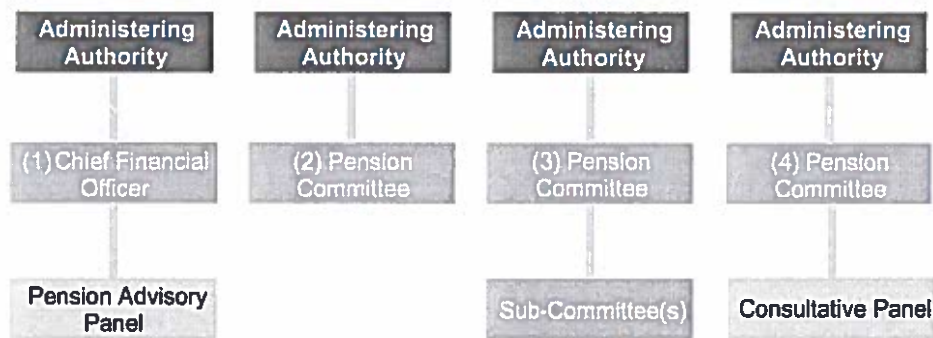 Administering
Authority
Administering
Authority
Administering
Authority
Administering
Authority
(1) Chief Financial
Officer
(2) Pension
Committee
(3) Pension
Committee
(4) Pension
Committee
Pension Advisory
Panel
Sub-Committee(s)
Consultative Panel